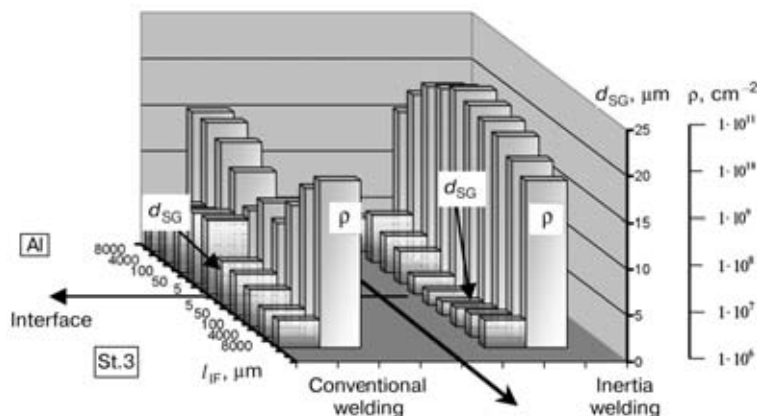 d_SG, μm
ρ, cm⁻²
25
20
15
10
5
0
1·10¹¹
1·10¹⁰
1·10⁹
1·10⁸
1·10⁷
1·10⁶
d_SG
ρ
d_SG
ρ
Al
8000
4000
100
50
5
5
50
100
4000
8000
Interface
St.3
l_IF, μm
Conventional
welding
Inertia
welding